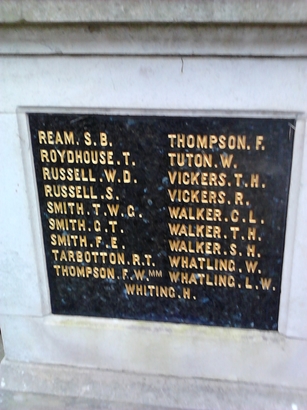 REAM. S. B.
ROYDHOUSE. T.
RUSSELL. W. D.
RUSSELL. S.
SMITH. T. W. G.
SMITH. G. T.
SMITH. F. E.
TARBOTTON. R. T.
THOMPSON. F. W. MM
THOMPSON. F.
TUTON. W.
VICKERS. T. H.
VICKERS. R.
WALKER. C. L.
WALKER. T. H.
WALKER. S. H.
WHATLING. W.
WHATLING. L. W.
WHITING. H.